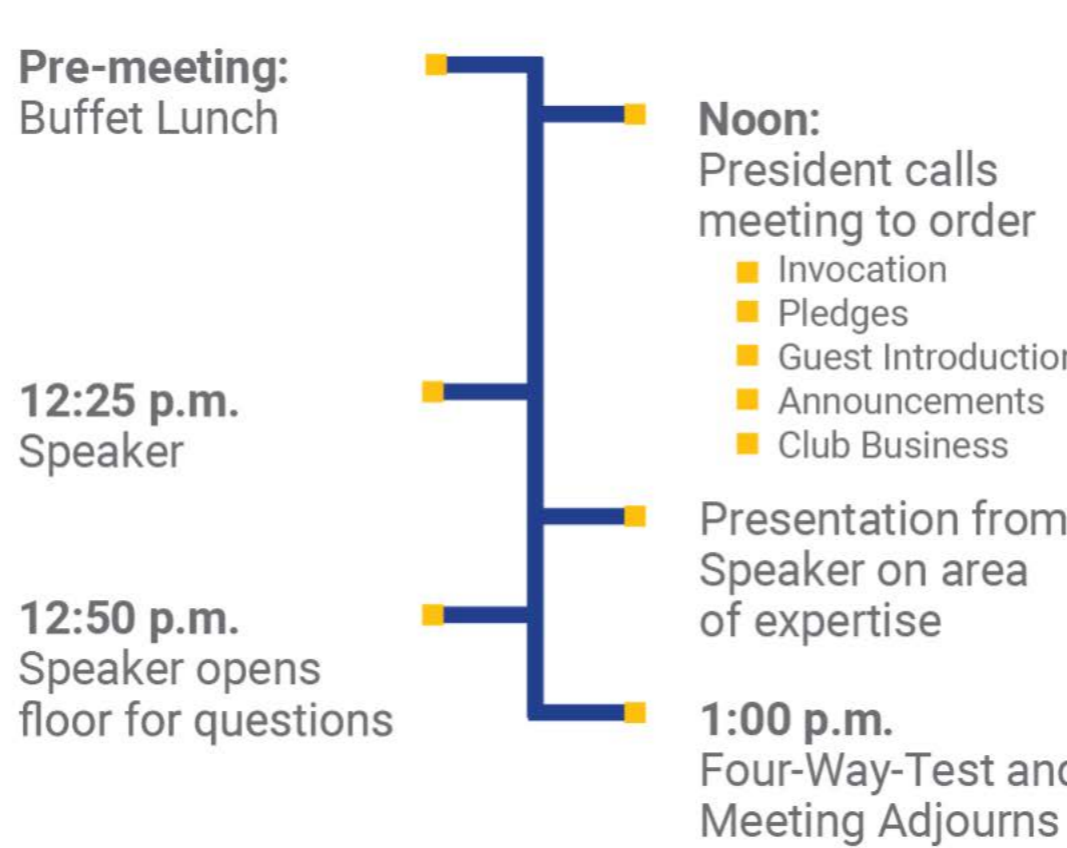 Pre-meeting:
Buffet Lunch
Noon:
President calls
meeting to order
Invocation
Pledges
Guest Introduction
Announcements
Club Business
12:25 p.m.
Speaker
Presentation from
Speaker on area
of expertise
12:50 p.m.
Speaker opens
floor for questions
1:00 p.m.
Four-Way-Test and
Meeting Adjourns